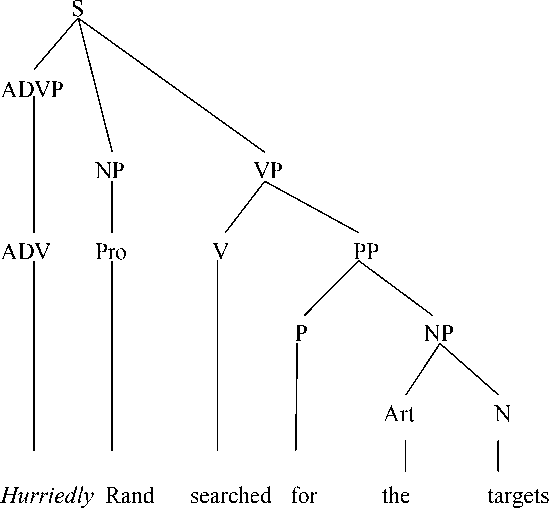 S
ADVP
NP VP
ADV Pro V PP
P NP
Art N
Hurriedly Rand searched for the targets